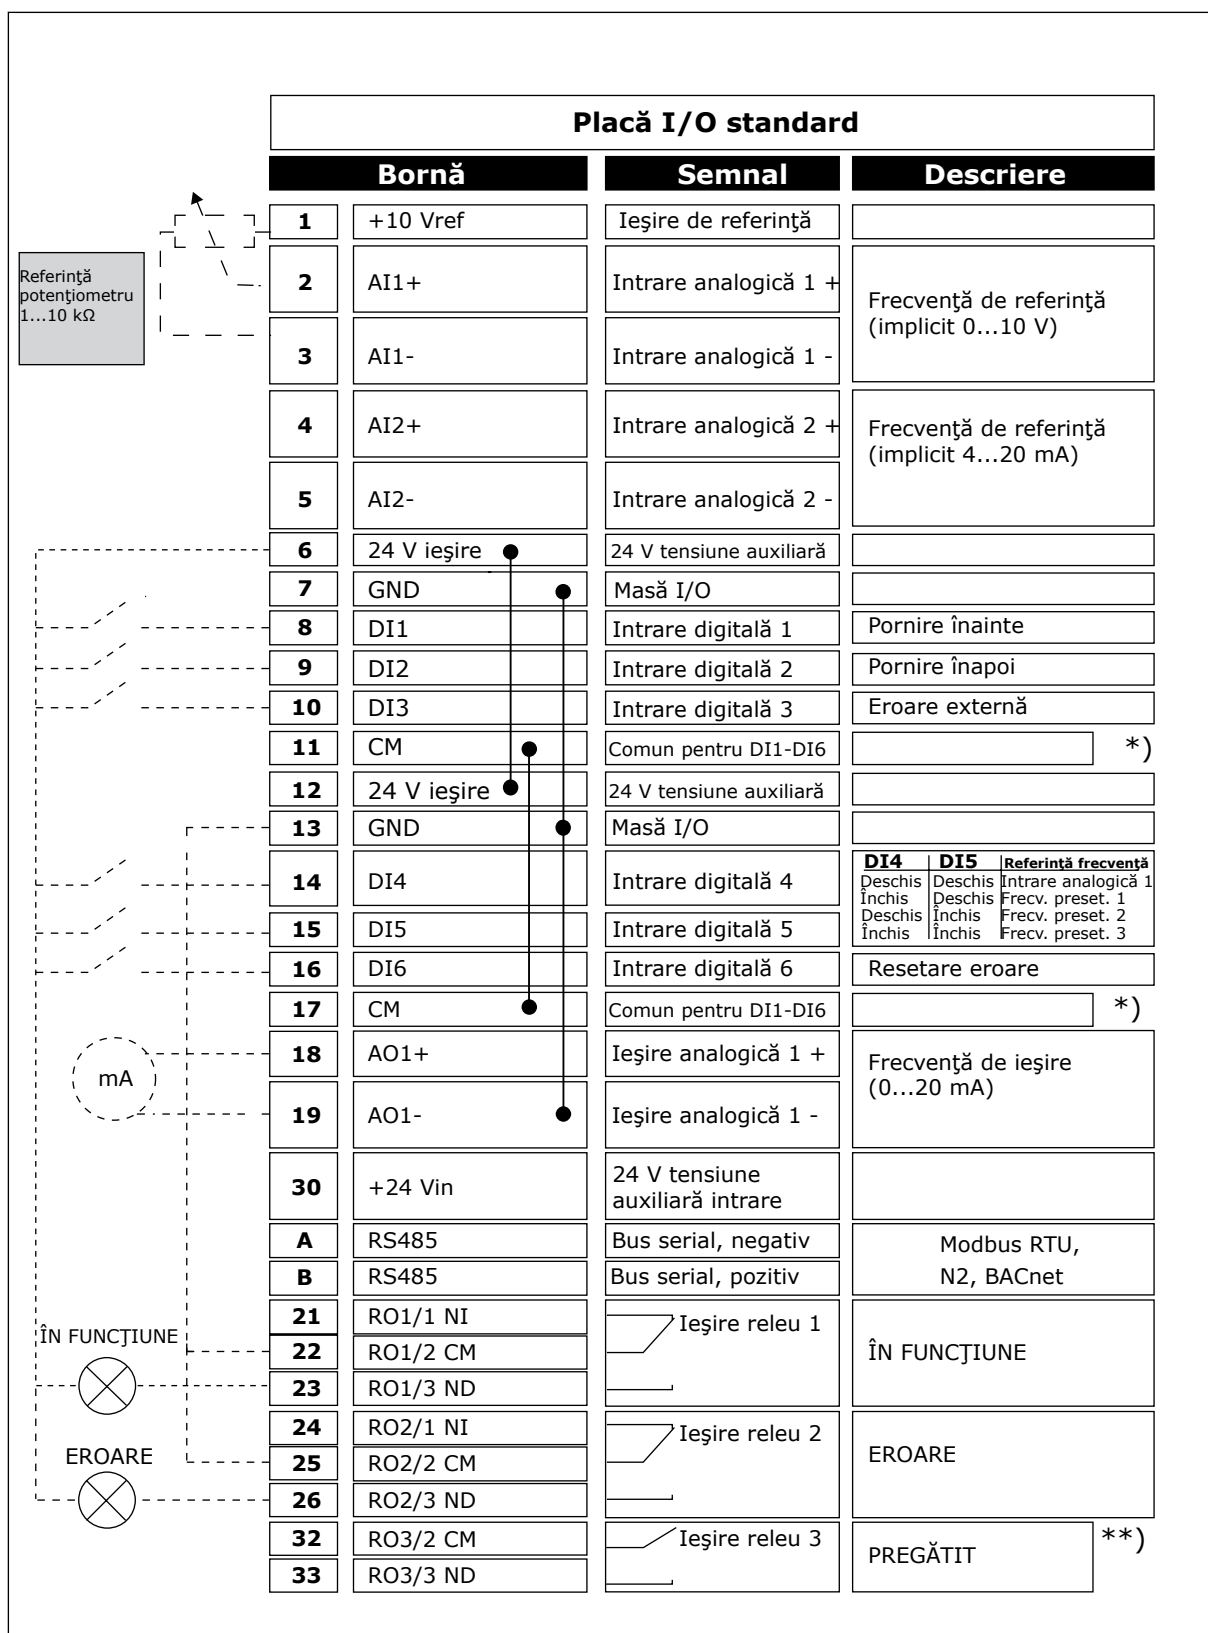 Placă I/O standard
Bornă Semnal Descriere
1 +10 Vref Ieşire de referinţă
Referinţă
potenţiometru
1...10 kΩ
2 AI1+ Intrare analogică 1 +
Frecvenţă de referinţă
(implicit 0...10 V)
3 AI1- Intrare analogică 1 -
4 AI2+ Intrare analogică 2 +
Frecvenţă de referinţă
(implicit 4...20 mA)
5 AI2- Intrare analogică 2 -
6 24 V ieşire 24 V tensiune auxiliară
7 GND Masă I/O
8 DI1 Intrare digitală 1 Pornire înainte
9 DI2 Intrare digitală 2 Pornire înapoi
10 DI3 Intrare digitală 3 Eroare externă
11 CM Comun pentru DI1-DI6 *)
12 24 V ieşire 24 V tensiune auxiliară
13 GND Masă I/O
14 DI4 Intrare digitală 4
DI4 DI5 Referinţă frecvenţă
Deschis Deschis Intrare analogică 1
Închis Deschis Frecv. preset. 1
Deschis Închis Frecv. preset. 2
Închis Închis Frecv. preset. 3
15 DI5 Intrare digitală 5
16 DI6 Intrare digitală 6 Resetare eroare
17 CM Comun pentru DI1-DI6 *)
18 AO1+ Ieşire analogică 1 +
Frecvenţă de ieşire
(0...20 mA)
mA
19 AO1- Ieşire analogică 1 -
30 +24 Vin 24 V tensiune
auxiliară intrare
A RS485 Bus serial, negativ
Modbus RTU,
N2, BACnet
B RS485 Bus serial, pozitiv
21 RO1/1 NI Ieşire releu 1
ÎN FUNCŢIUNE
22 RO1/2 CM ÎN FUNCŢIUNE
23 RO1/3 ND
24 RO2/1 NI Ieşire releu 2
EROARE
25 RO2/2 CM EROARE
26 RO2/3 ND
32 RO3/2 CM Ieşire releu 3 **)
PREGĂTIT
33 RO3/3 ND